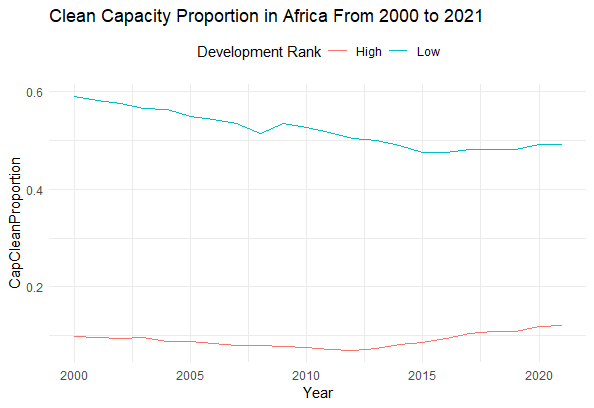 Clean Capacity Proportion in Africa From 2000 to 2021
Development Rank High Low
CapCleanProportion
0.6
0.4
0.2
2000 2005 2010 2015 2020
Year